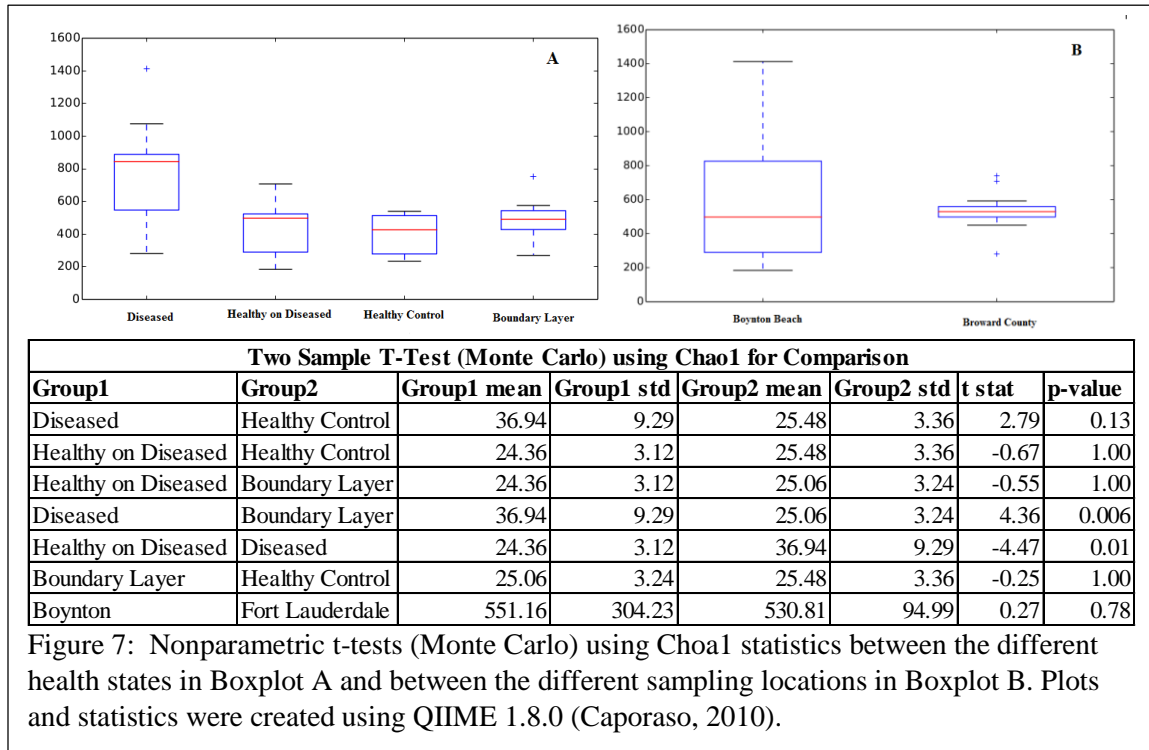 1600
1400
1200
1000
800
600
400
200
0
A
Diseased Healthy on Diseased Healthy Control Boundary Layer
1600
1400
1200
1000
800
600
400
200
0
B
Boynton Beach Broward County
Two Sample T-Test (Monte Carlo) using Chao1 for Comparison
Group1 Group2 Group1 mean Group1 std Group2 mean Group2 std t stat p-value
Diseased Healthy Control 36.94 9.29 25.48 3.36 2.79 0.13
Healthy on Diseased Healthy Control 24.36 3.12 25.48 3.36 -0.67 1.00
Healthy on Diseased Boundary Layer 24.36 3.12 25.06 3.24 -0.55 1.00
Diseased Boundary Layer 36.94 9.29 25.06 3.24 4.36 0.006
Healthy on Diseased Diseased 24.36 3.12 36.94 9.29 -4.47 0.01
Boundary Layer Healthy Control 25.06 3.24 25.48 3.36 -0.25 1.00
Boynton Fort Lauderdale 551.16 304.23 530.81 94.99 0.27 0.78
Figure 7: Nonparametric t-tests (Monte Carlo) using Choa1 statistics between the different
health states in Boxplot A and between the different sampling locations in Boxplot B. Plots
and statistics were created using QIIME 1.8.0 (Caporaso, 2010).